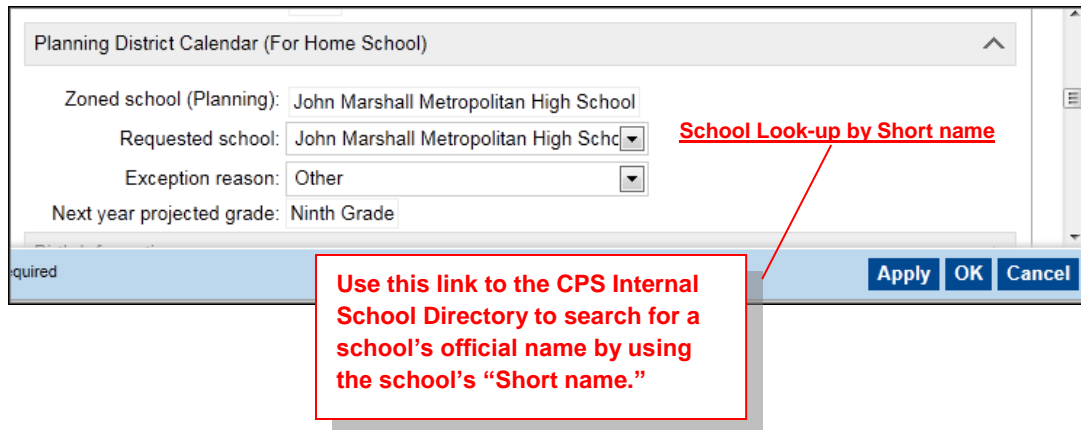 Planning District Calendar (For Home School)
Zoned school (Planning): John Marshall Metropolitan High School
Requested school: John Marshall Metropolitan High Schc
School Look-up by Short name
Exception reason: Other
Next year projected grade: Ninth Grade
quired
Apply OK Cancel
Use this link to the CPS Internal
School Directory to search for a
school’s official name by using
the school’s “Short name.”